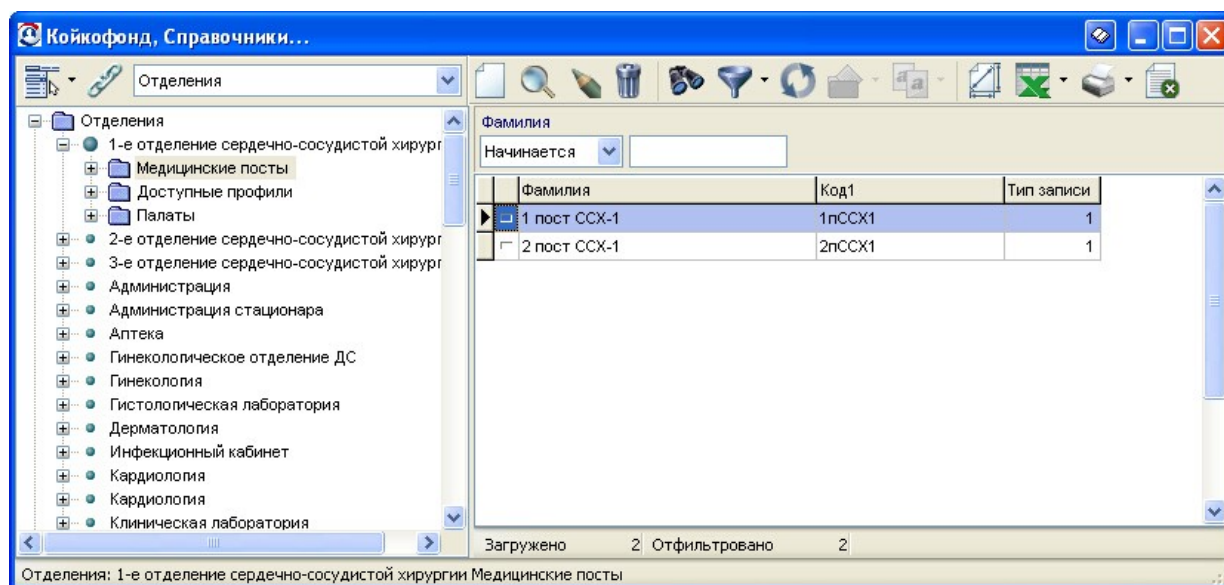 Койкофонд, Справочники...
Отделения
Отделения
1-е отделение сердечно-сосудистой хирург
Медицинские посты
Доступные профили
Палаты
2-е отделение сердечно-сосудистой хирург
3-е отделение сердечно-сосудистой хирург
Администрация
Администрация стационара
Аптека
Гинекологическое отделение ДС
Гинекология
Гистологическая лаборатория
Дерматология
Инфекционный кабинет
Кардиология
Кардиология
Клиническая лаборатория
Фамилия
Начинается
Фамилия Код1 Тип записи
1 пост ССХ-1 1пССХ1 1
2 пост ССХ-1 2пССХ1 1
Загружено 2 Отфильтровано 2
Отделения: 1-е отделение сердечно-сосудистой хирургии Медицинские посты